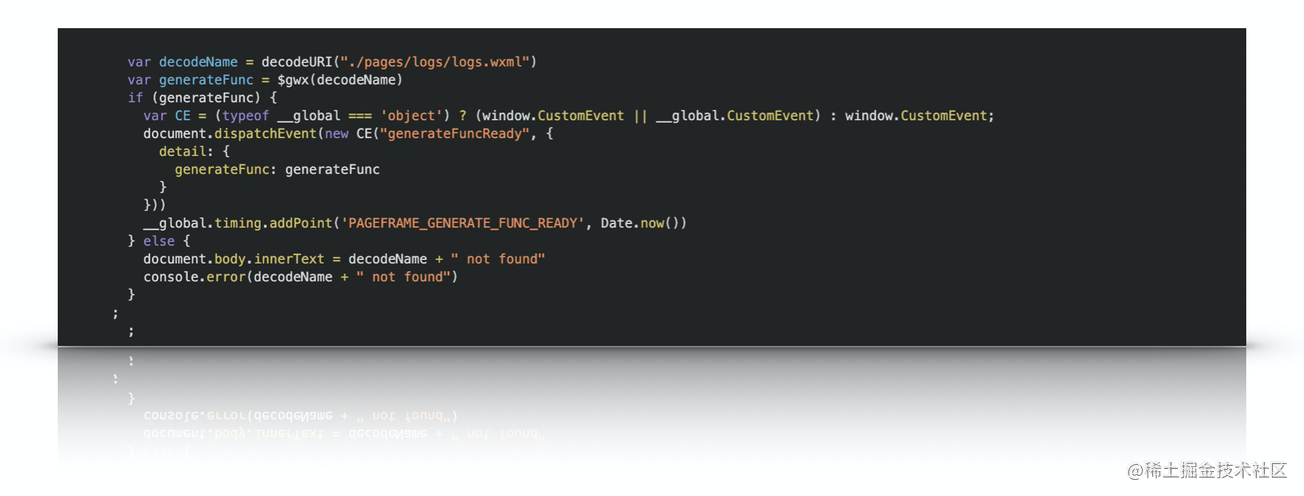 var decodeName = decodeURI("./pages/logs/logs.wxml")
var generateFunc = $gwx(decodeName)
if (generateFunc) {
var CE = (typeof __global === 'object') ? (window.CustomEvent || __global.CustomEvent) : window.CustomEvent;
document.dispatchEvent(new CE("generateFuncReady", {
detail: {
generateFunc: generateFunc
}
}))
__global.timing.addPoint('PAGEFRAME_GENERATE_FUNC_READY', Date.now())
} else {
document.body.innerText = decodeName + " not found"
console.error(decodeName + " not found")
}
;
;
@稀土掘金技术社区